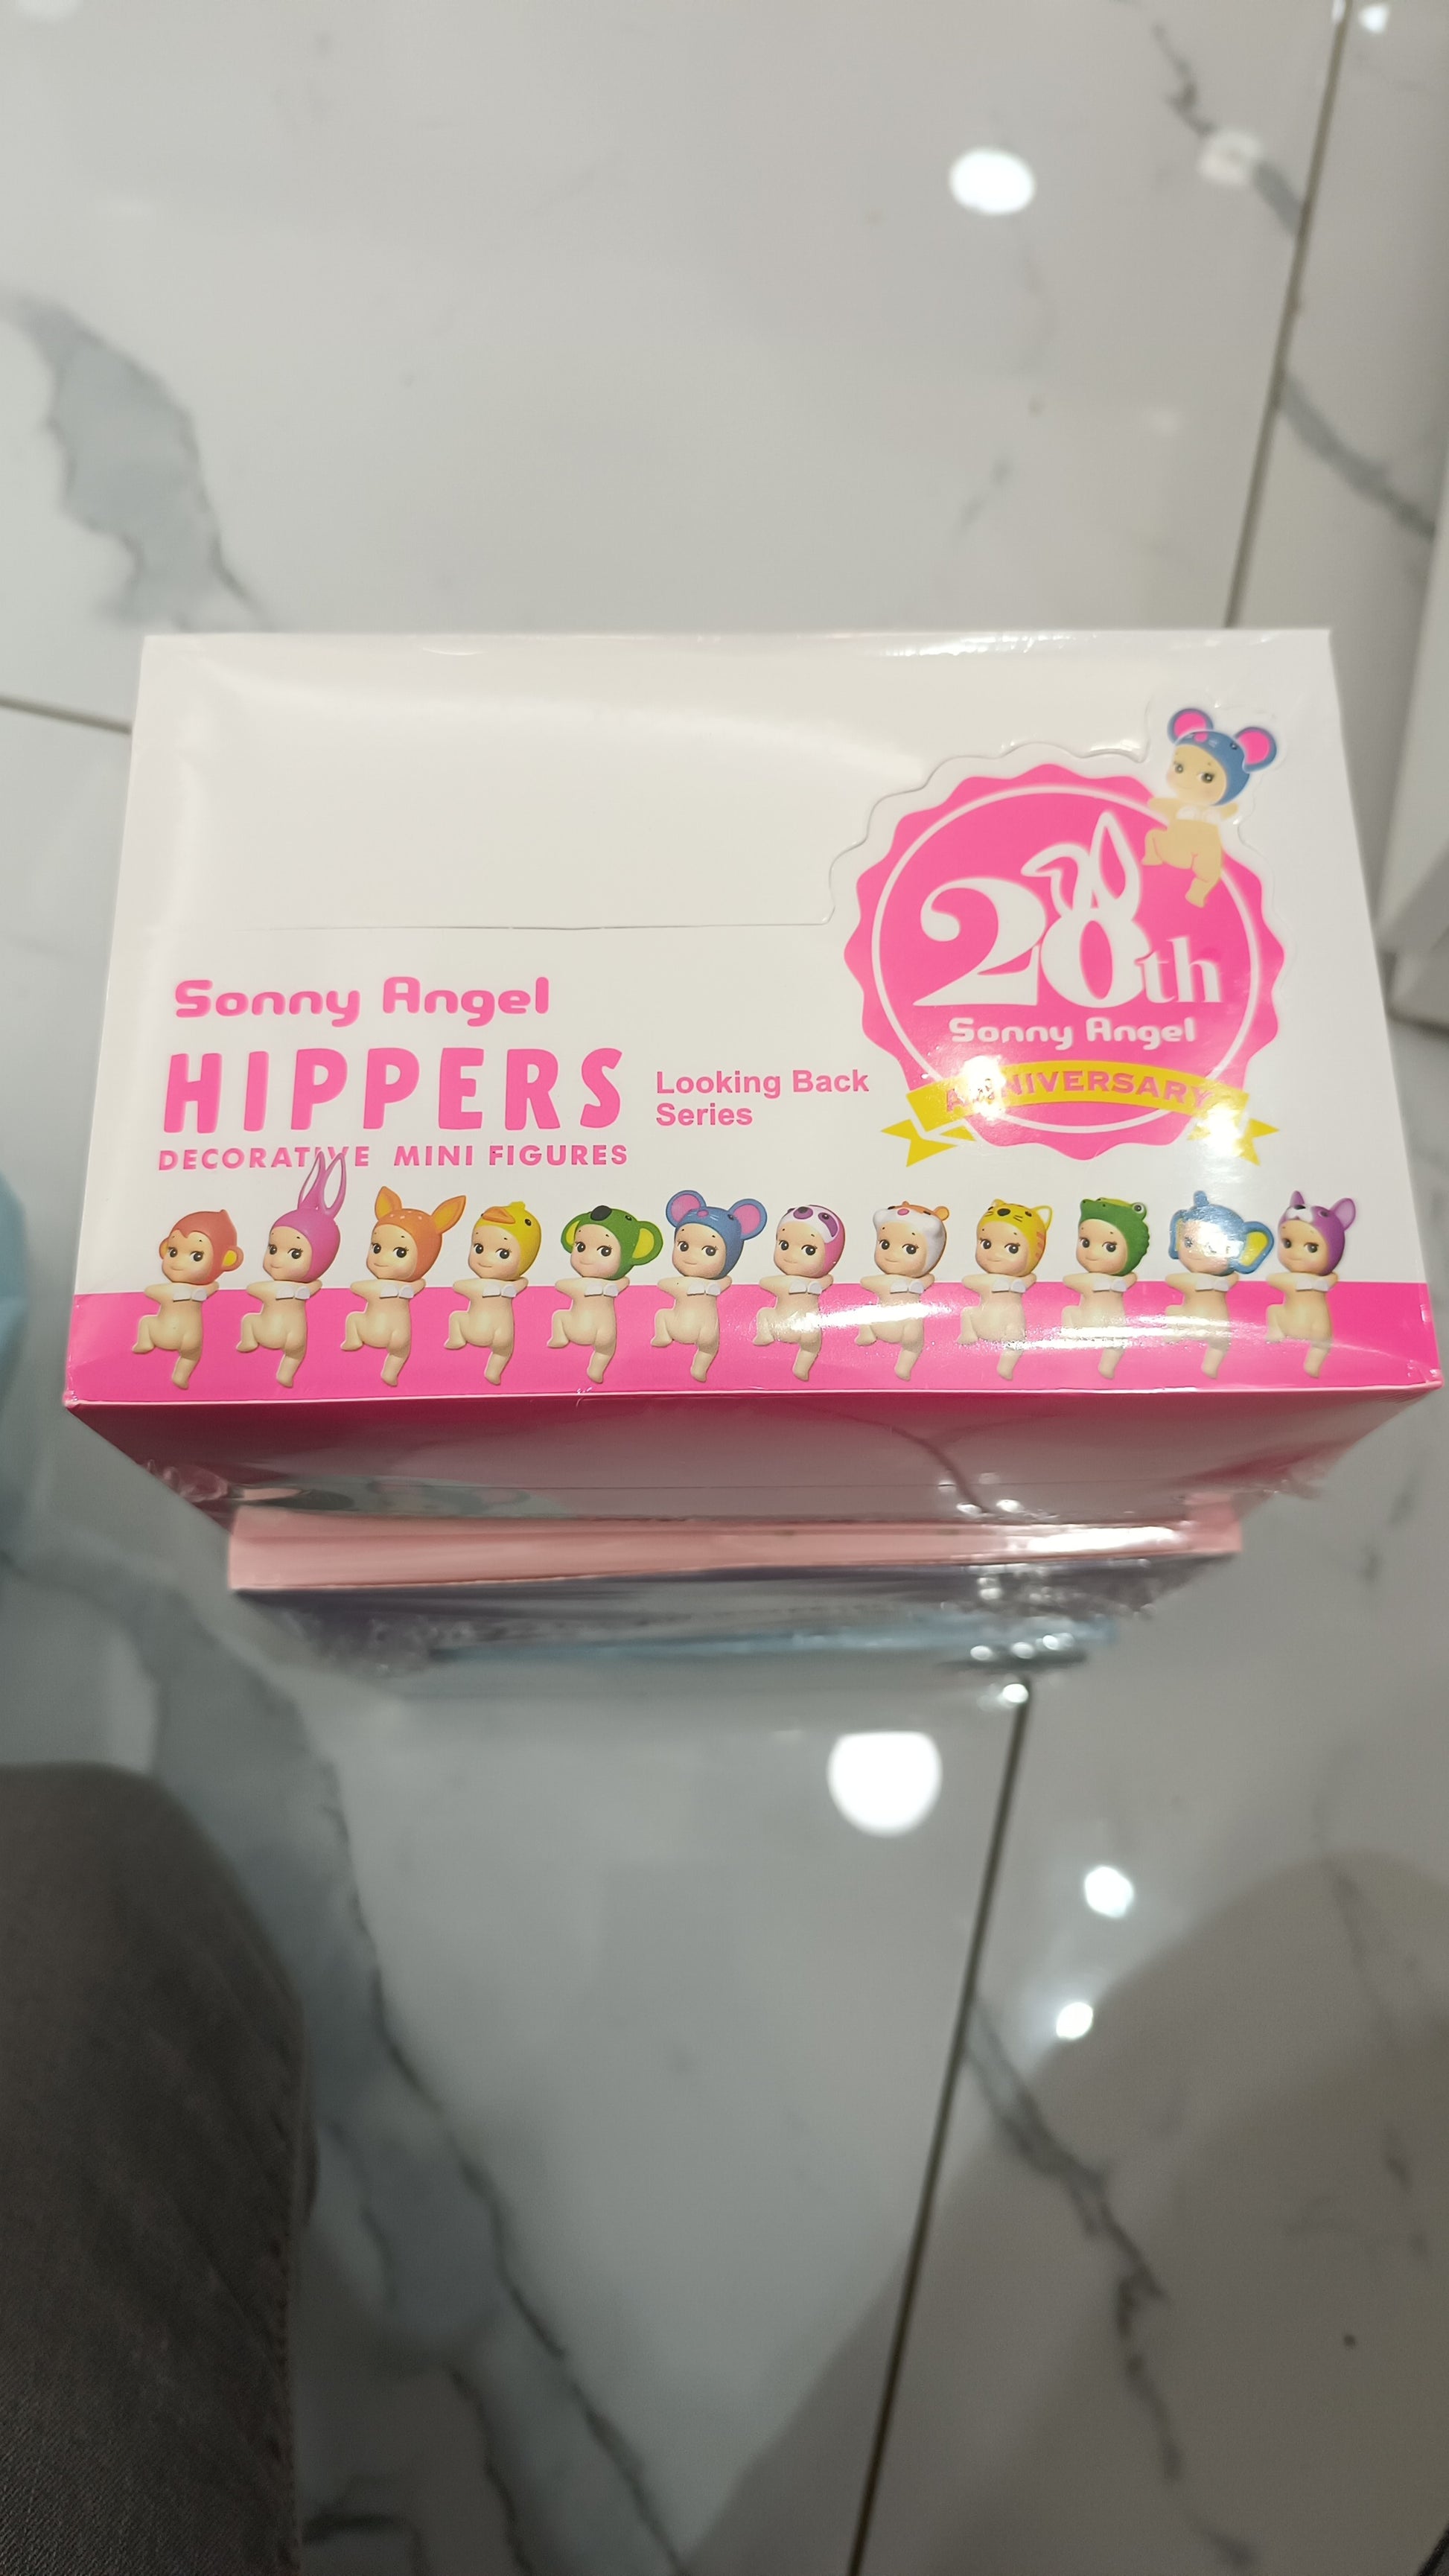 20th
Sonny Angel
ANNIVERSARY
Sonny Angel
HIPPERS
Looking Back
Series
DECORATIVE MINI FIGURES